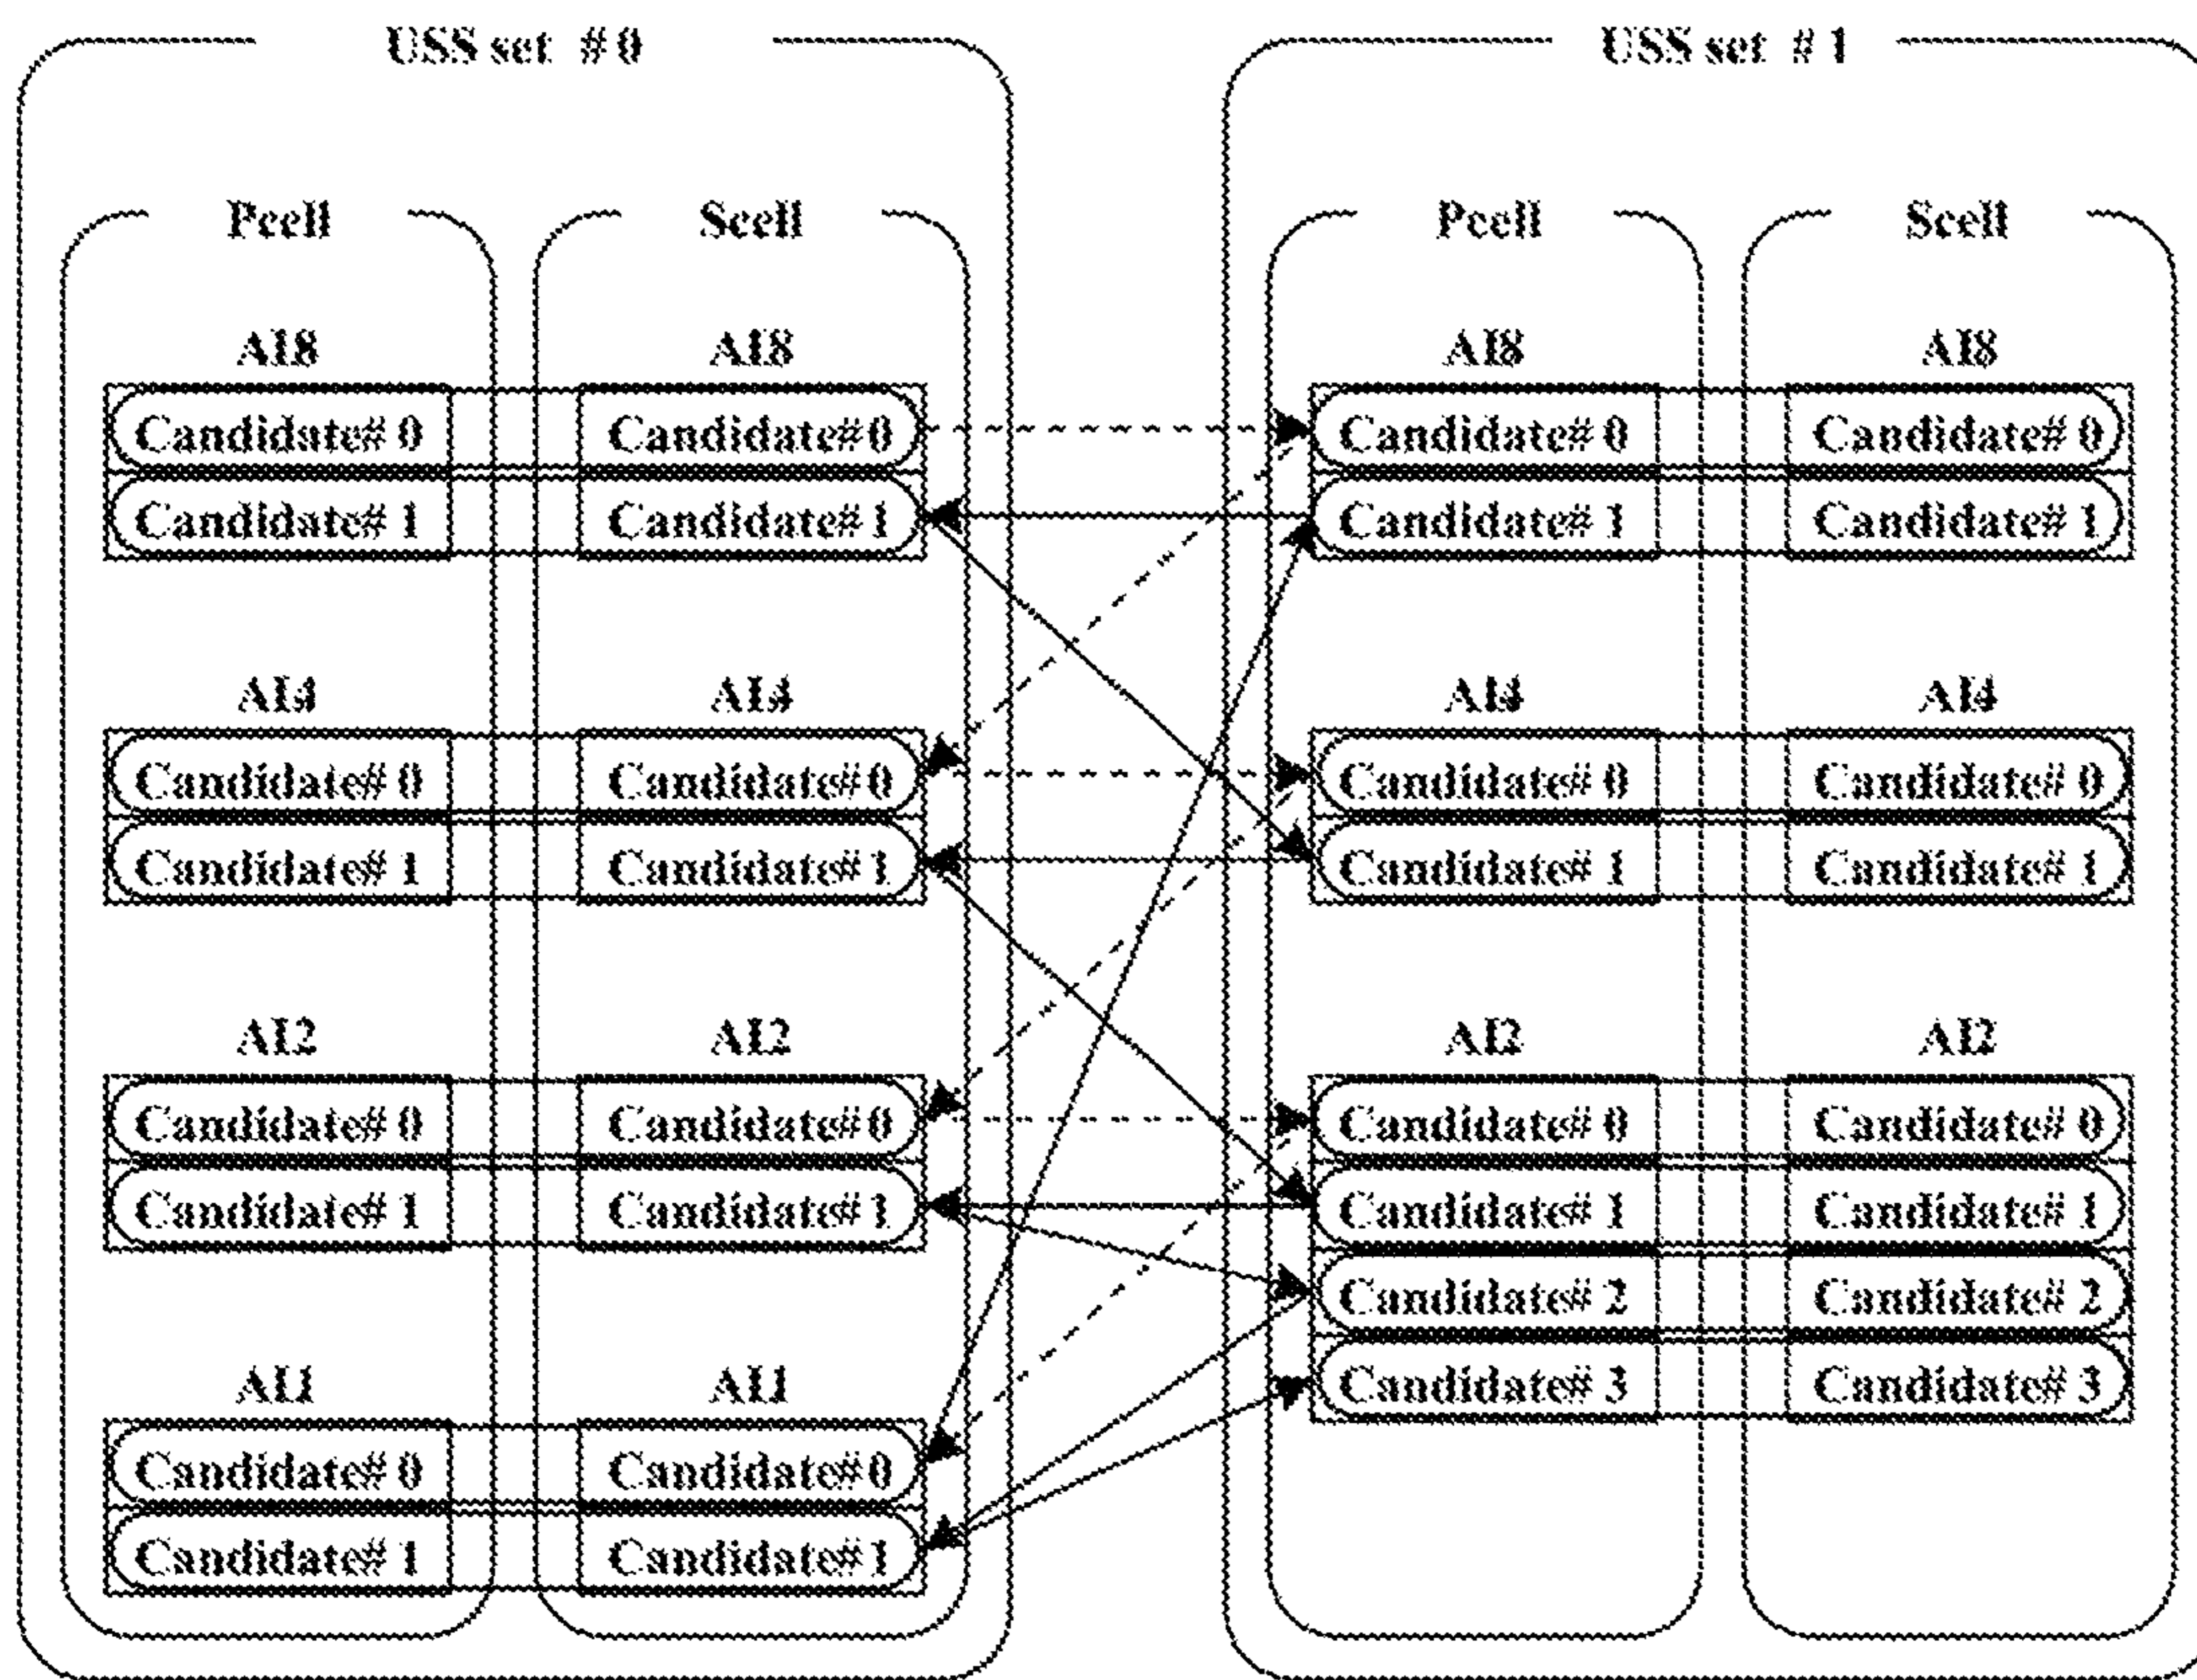 USS set # 0
USS set # 1
Pcell
Scell
Pcell
Scell
AL8
AL8
AL8
AL8
Candidate# 0
Candidate#0
Candidate# 0
Candidate# 0
Candidate# 1
Candidate# 1
Candidate# 1
Candidate# 1
AL4
AL4
AL4
AL4
Candidate# 0
Candidate#0
Candidate# 0
Candidate# 0
Candidate# 1
Candidate# 1
Candidate# 1
Candidate# 1
AL2
AL2
AL2
AL2
Candidate# 0
Candidate#0
Candidate# 0
Candidate# 0
Candidate# 1
Candidate# 1
Candidate# 1
Candidate# 1
Candidate# 2
Candidate# 2
AL1
AL1
Candidate# 3
Candidate# 3
Candidate# 0
Candidate#0
Candidate# 1
Candidate# 1